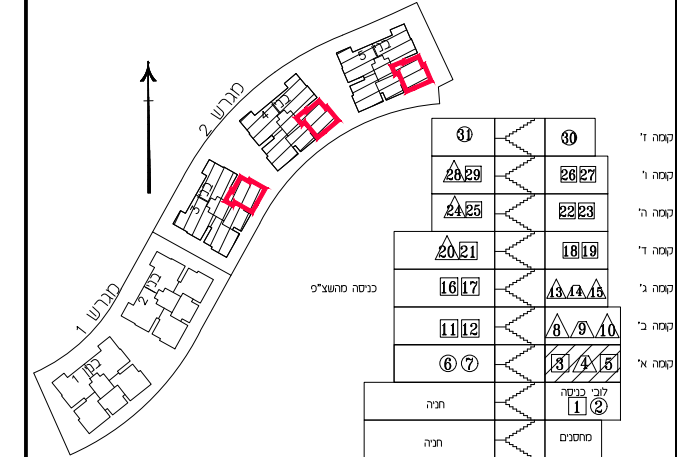 בנין 5
מגרש 2
בנין 4
בנין 3
בנין 2
מגרש 1
בנין 1
31 30 קומה ז'
28 29 26 27 קומה ו'
24 25 22 23 קומה ה'
20 21 18 19 קומה ד'
כניסה מהשצ"פ 16 17 13 14 15 קומה ג'
11 12 8 9 10 קומה ב'
6 7 3 4 5 קומה א'
לובי כניסה
חניה 1 2
חניה מחסנים